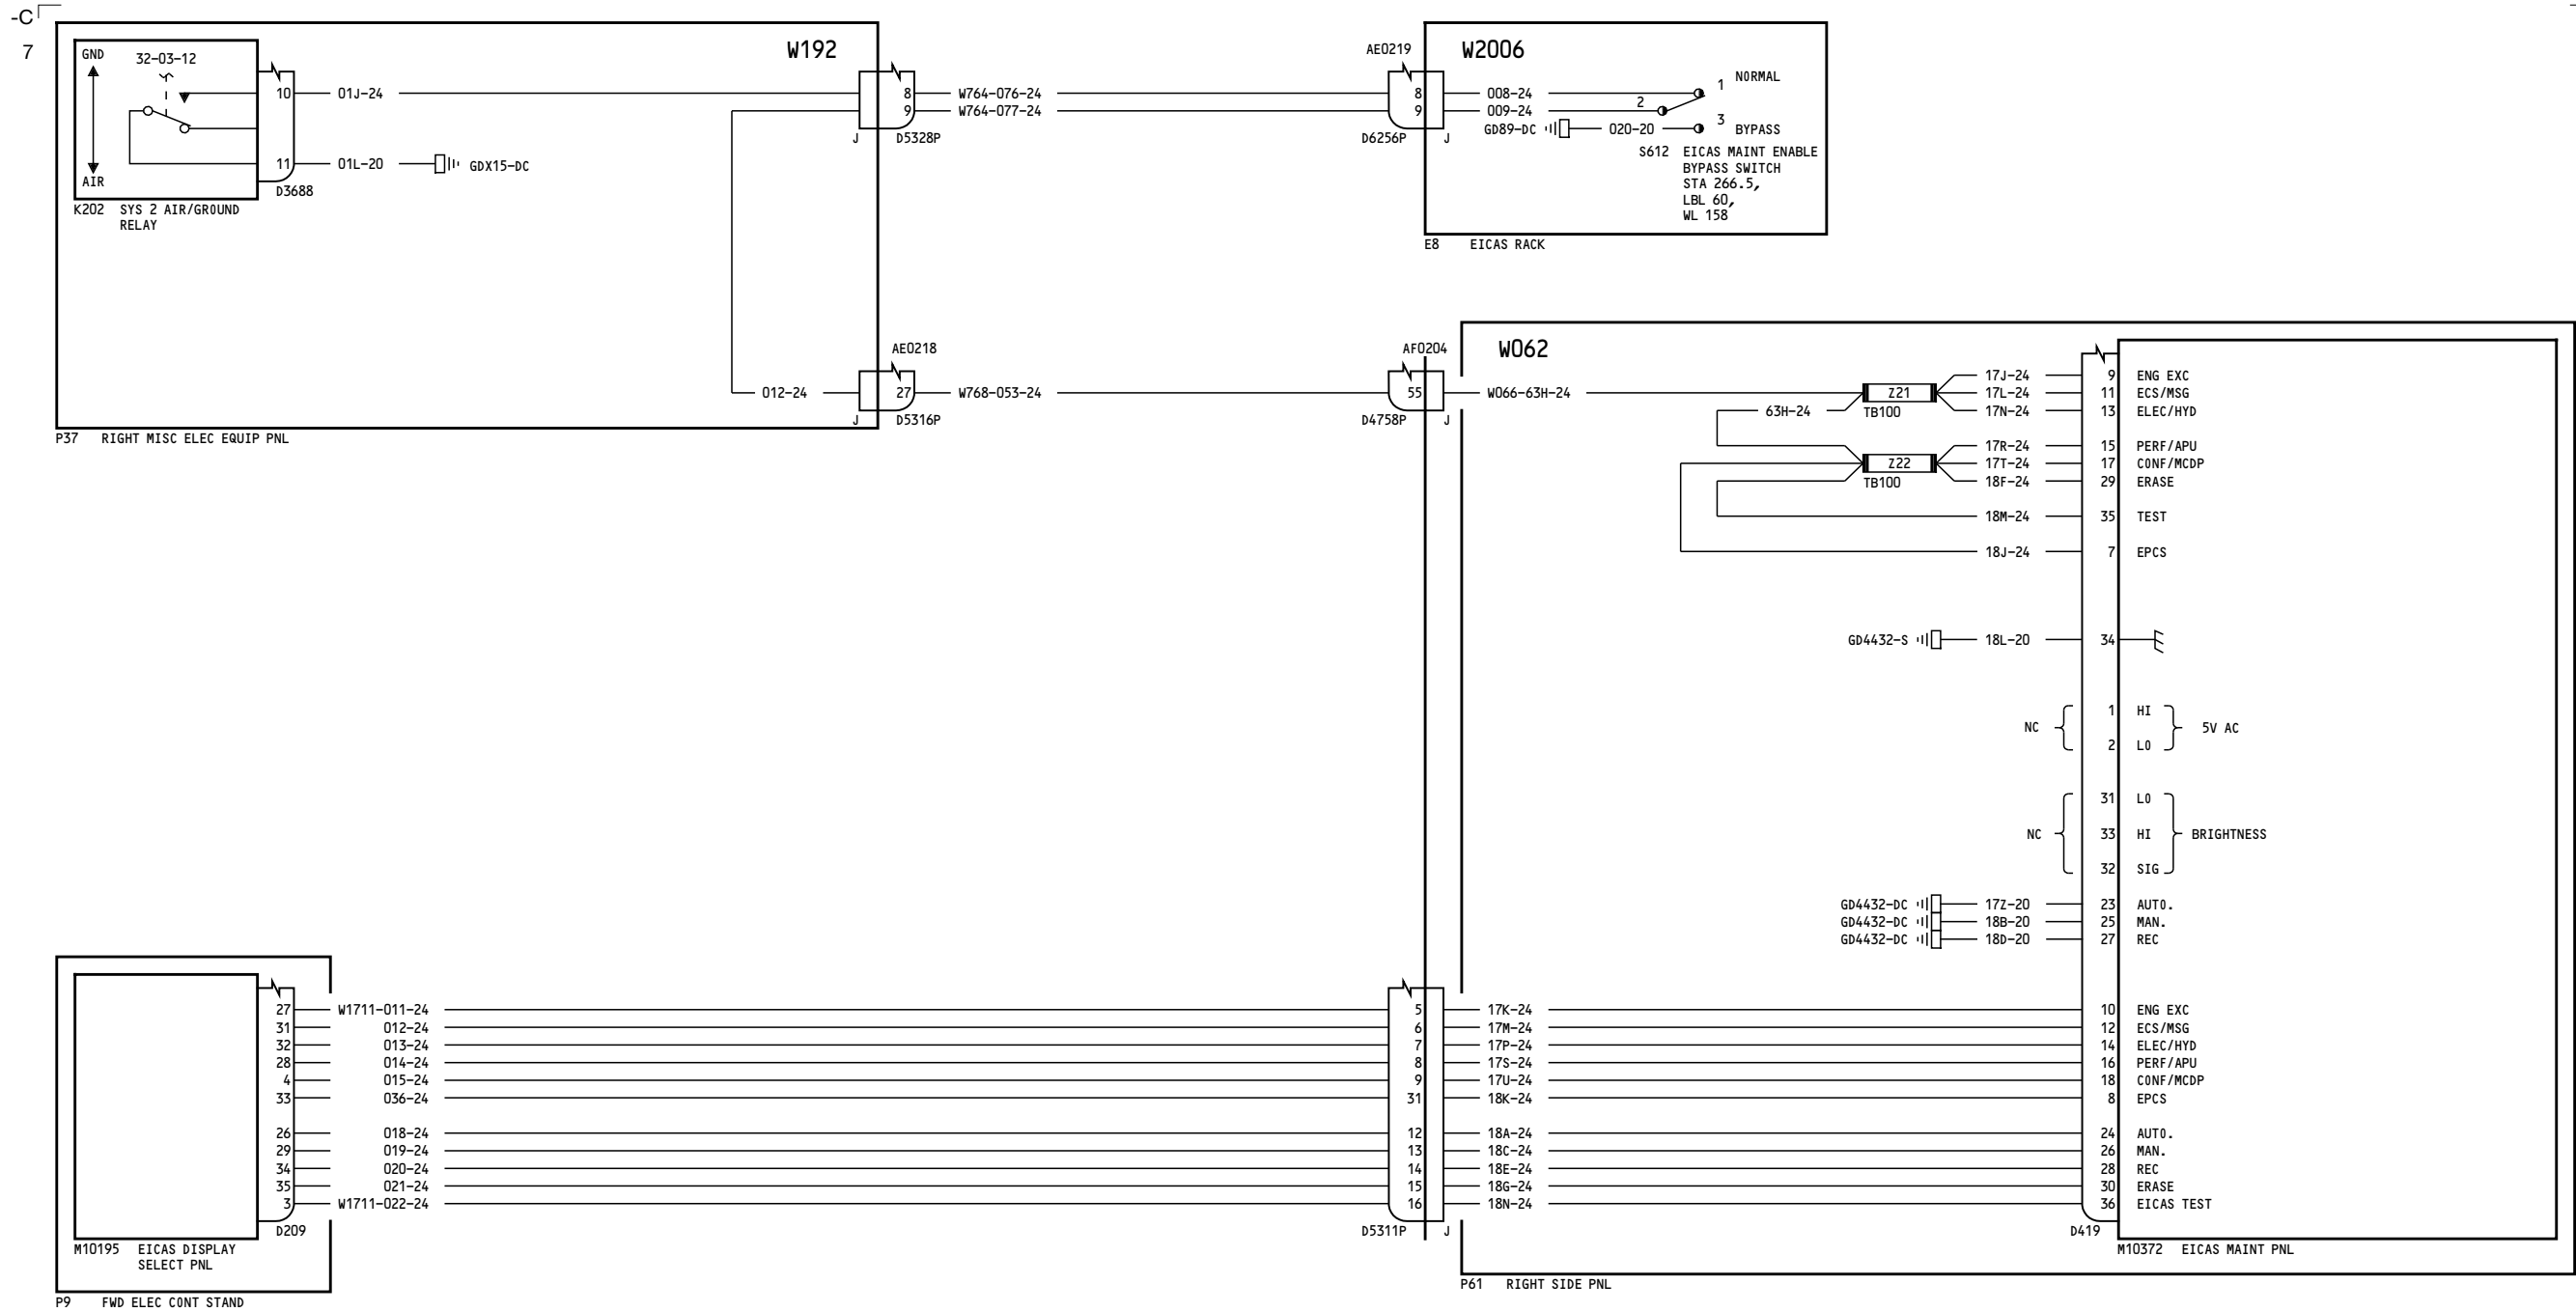 -C
7
W192
GND
32-03-12
AIR
10
11
D3688
K202 SYS 2 AIR/GROUND
RELAY
01J-24
01L-20
GDX15-DC
8
9
J
D5328P
W764-076-24
W764-077-24
AE0219
8
9
D6256P
J
W2006
008-24
009-24
GD89-DC
020-20
1
NORMAL
2
3
BYPASS
S612 EICAS MAINT ENABLE
BYPASS SWITCH
STA 266.5,
LBL 60,
WL 158
E8 EICAS RACK
012-24
AE0218
27
J
D5316P
W768-053-24
P37 RIGHT MISC ELEC EQUIP PNL
AF0204
55
D4758P
J
W062
W066-63H-24
63H-24
Z21
TB100
Z22
TB100
17J-24 9 ENG EXC
17L-24 11 ECS/MSG
17N-24 13 ELEC/HYD
17R-24 15 PERF/APU
17T-24 17 CONF/MCDP
18F-24 29 ERASE
18M-24 35 TEST
18J-24 7 EPCS
GD4432-S 18L-20 34
NC
1 HI
2 LO
5V AC
NC
31 LO
33 HI
32 SIG
BRIGHTNESS
GD4432-DC 17Z-20 23 AUTO.
GD4432-DC 18B-20 25 MAN.
GD4432-DC 18D-20 27 REC
27 W1711-011-24 5 17K-24 10 ENG EXC
31 012-24 6 17M-24 12 ECS/MSG
32 013-24 7 17P-24 14 ELEC/HYD
28 014-24 8 17S-24 16 PERF/APU
4 015-24 9 17U-24 18 CONF/MCDP
33 036-24 31 18K-24 8 EPCS
26 018-24 12 18A-24 24 AUTO.
29 019-24 13 18C-24 26 MAN.
34 020-24 14 18E-24 28 REC
35 021-24 15 18G-24 30 ERASE
3 W1711-022-24 16 18N-24 36 EICAS TEST
D209
D5311P
J
D419
M10195 EICAS DISPLAY
SELECT PNL
M10372 EICAS MAINT PNL
P61 RIGHT SIDE PNL
P9 FWD ELEC CONT STAND